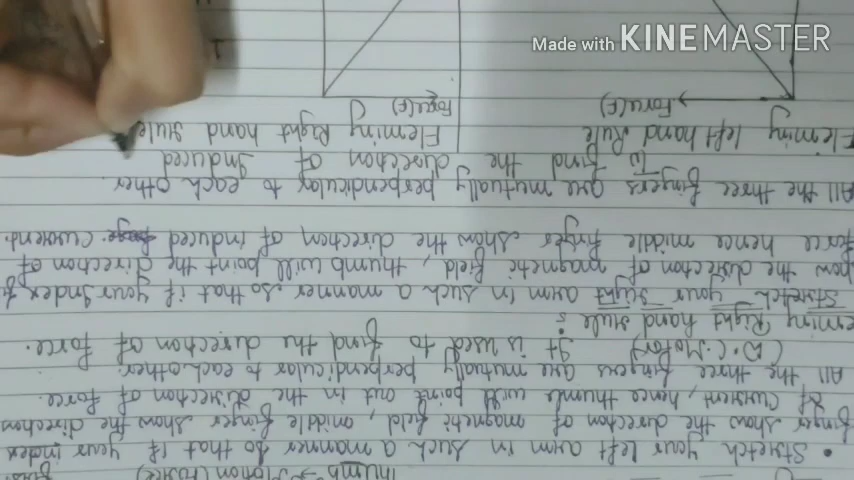 Thumb → Motion (Force)
• Stretch your left arm in such a manner so that if your index
finger show the direction of magnetic field, middle finger show the direction
of current, hence, thumb will point out in the direction of force.
All the three fingers are mutually perpendicular to each other.
(D.C. Motor) It is used to find the direction of force.
eming Right hand rule :
Stretch your right arm in such a manner so that if your Index f
how the direction of magnetic field, thumb will point the direction of
force hence middle finger show the direction of induced current.
All the three fingers are mutually perpendicular to each other.
To find the direction of Induced
Fleming left hand Rule
Fleming Right hand rule
Force(F)
Force(F)
Made with KINEMASTER